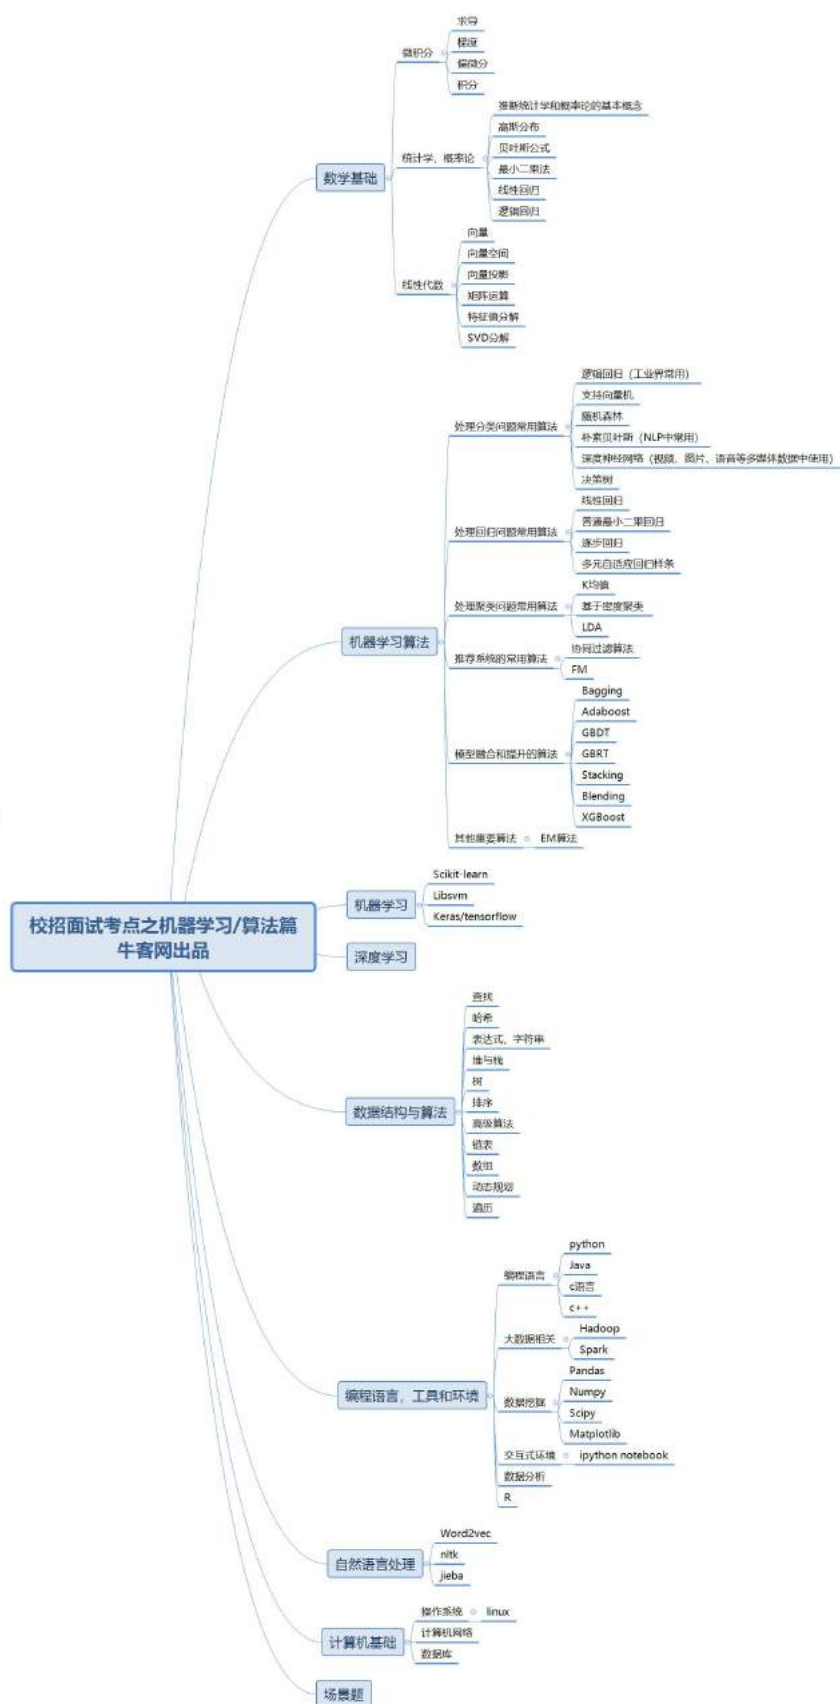 校招面试考点之机器学习/算法篇
牛客网出品
数学基础
微积分
求导
梯度
偏微分
积分
统计学，概率论
推断统计学和概率论的基本概念
高斯分布
贝叶斯公式
最小二乘法
线性回归
逻辑回归
线性代数
向量
向量空间
向量投影
矩阵运算
特征值分解
SVD分解
机器学习算法
处理分类问题常用算法
逻辑回归（工业界常用）
支持向量机
随机森林
朴素贝叶斯（NLP中常用）
深度神经网络（视频、图片、语音等多媒体数据中使用）
决策树
处理回归问题常用算法
线性回归
普通最小二乘回归
逐步回归
多元自适应回归样条
处理聚类问题常用算法
K均值
基于密度聚类
LDA
推荐系统的常用算法
协同过滤算法
FM
模型融合和提升的算法
Bagging
Adaboost
GBDT
GBRT
Stacking
Blending
XGBoost
其他重要算法
EM算法
机器学习
Scikit-learn
Libsvm
Keras/tensorflow
深度学习
数据结构与算法
查找
哈希
表达式，字符串
堆与栈
树
排序
高级算法
链表
数组
动态规划
遍历
编程语言，工具和环境
编程语言
python
Java
c语言
c++
大数据相关
Hadoop
Spark
数据挖掘
Pandas
Numpy
Scipy
Matplotlib
交互式环境
ipython notebook
数据分析
R
自然语言处理
Word2vec
nltk
jieba
计算机基础
操作系统
linux
计算机网络
数据库
场景题